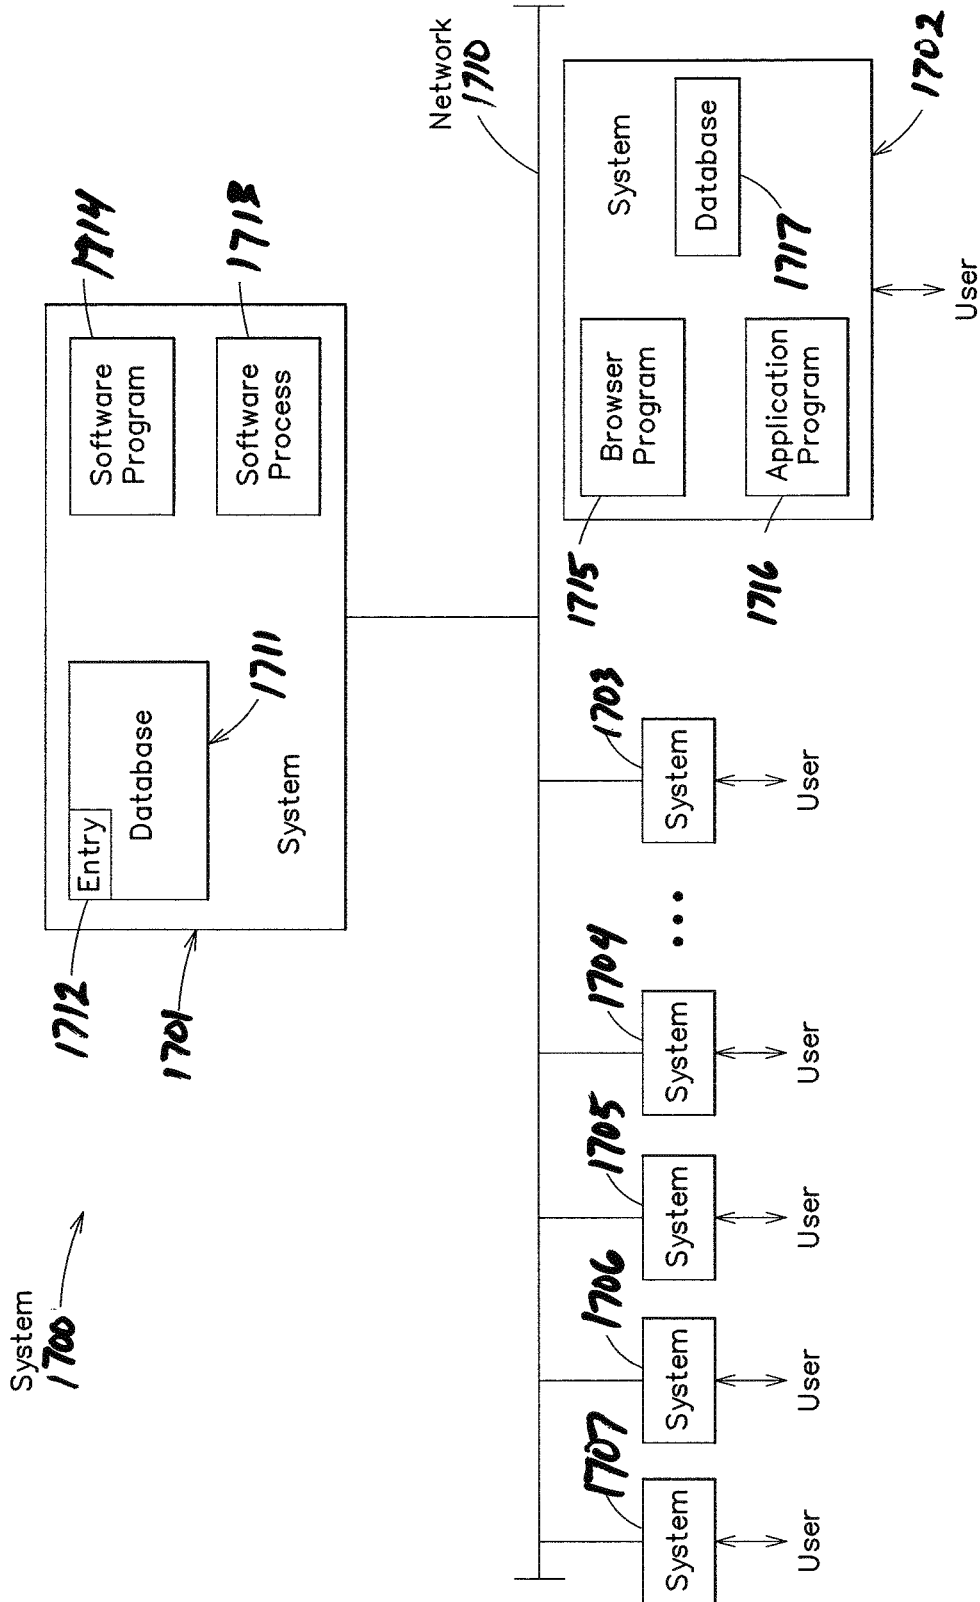 System
1700
1712
Entry
Database
1711
System
1701
Software
Program
1714
Software
Process
1713
Network
1710
1707
System
User
1706
System
User
1705
System
User
1704
System
User
1703
System
User
1715
Browser
Program
1716
Application
Program
System
Database
1717
1702
User